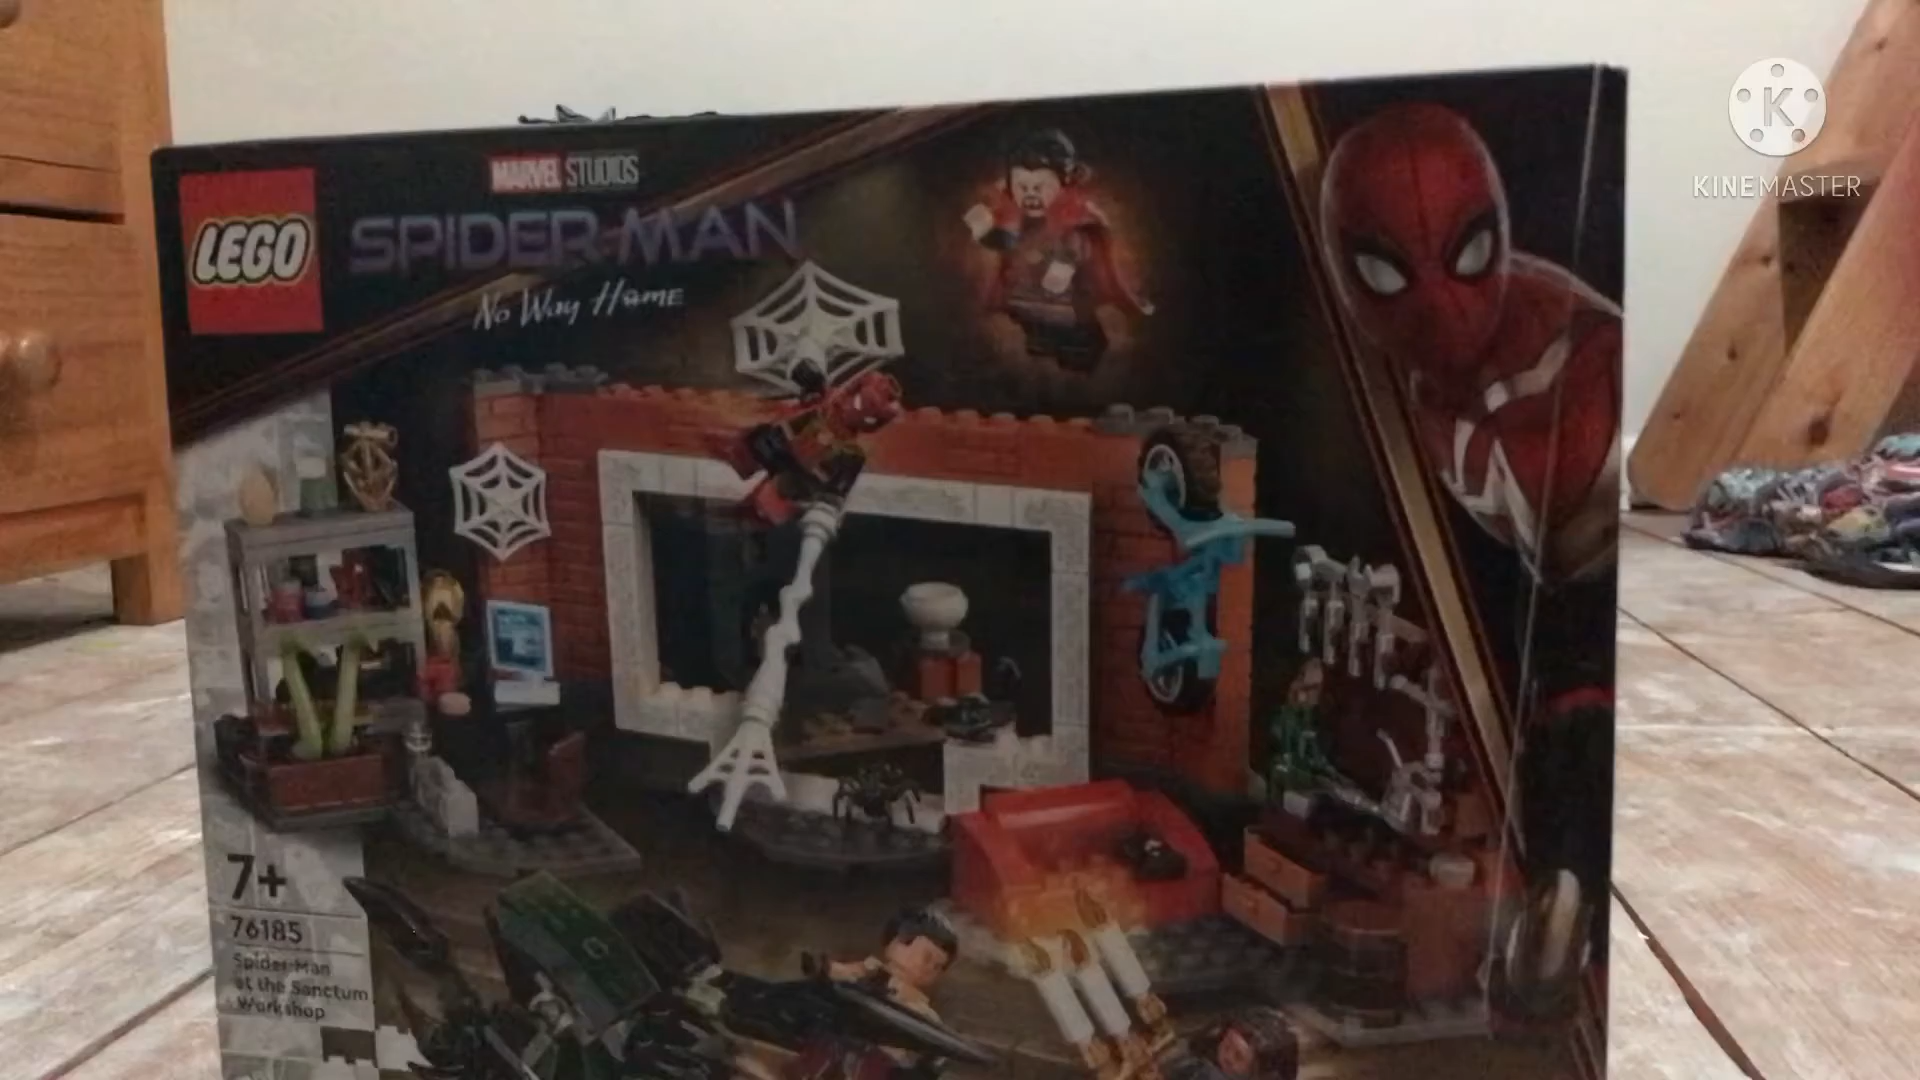 MARVEL STUDIOS
LEGO
SPIDER-MAN
No Way Home
7+
76185
Spider-Man
at the Sanctum
Workshop
K
KINEMASTER